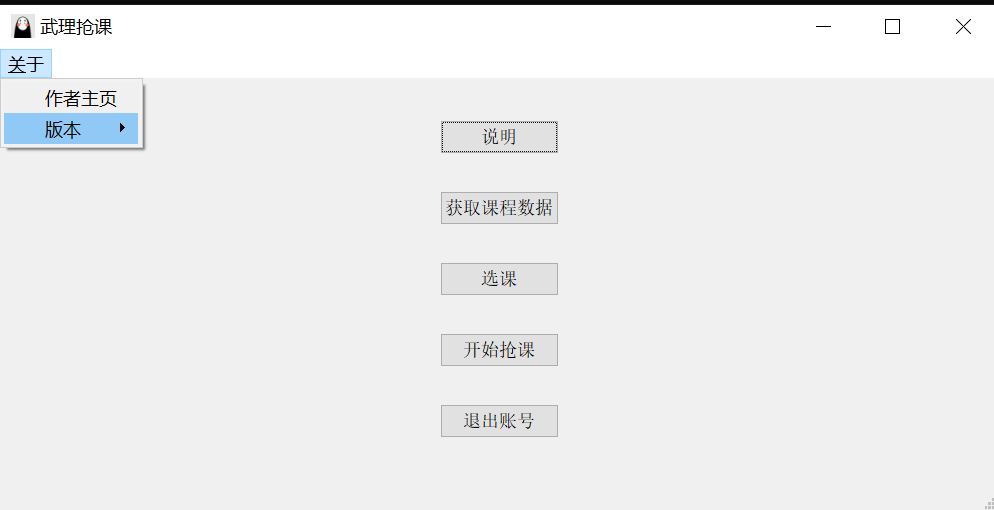 武理抢课
关于
作者主页
版本
说明
获取课程数据
选课
开始抢课
退出账号